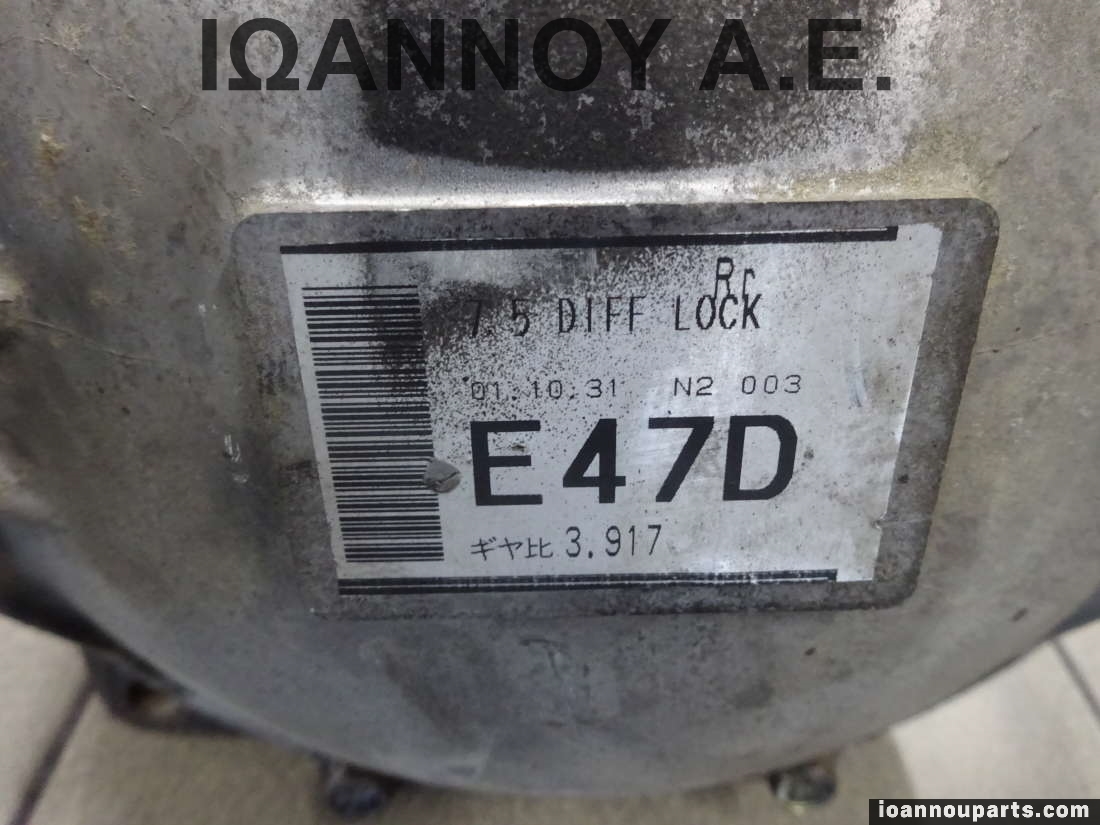 ΙΩΑΝΝΟΥ Α.Ε.
Rr
7.5 DIFF LOCK
01.10.31 N2 003
E47D
ギヤ比 3.917
ioannouparts.com